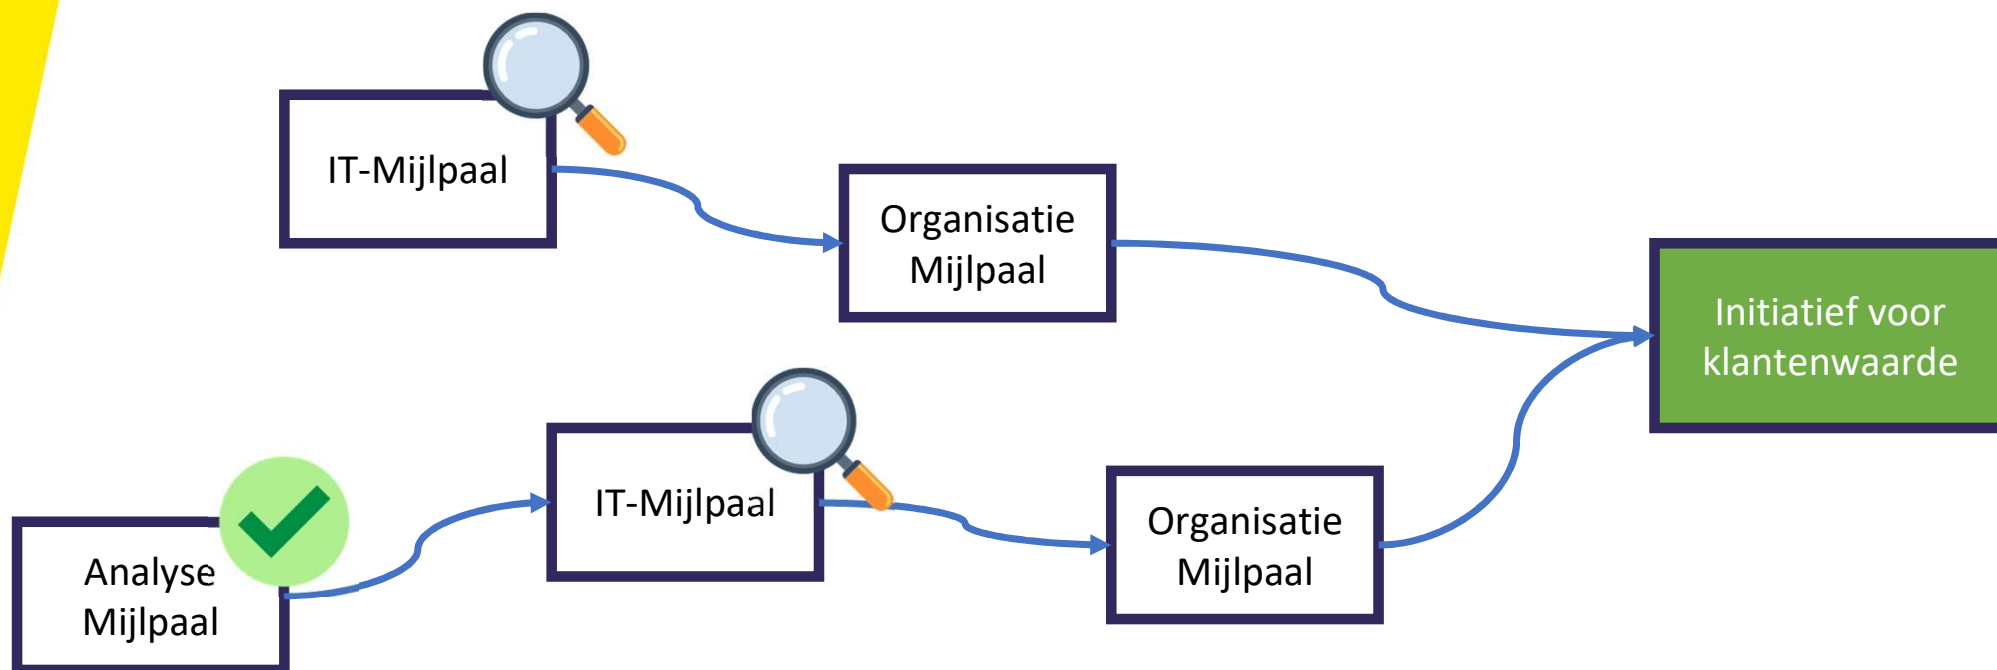 IT-Mijlpaal
Organisatie
Mijlpaal
Initiatief voor
klantenwaarde
IT-Mijlpaal
Organisatie
Mijlpaal
Analyse
Mijlpaal